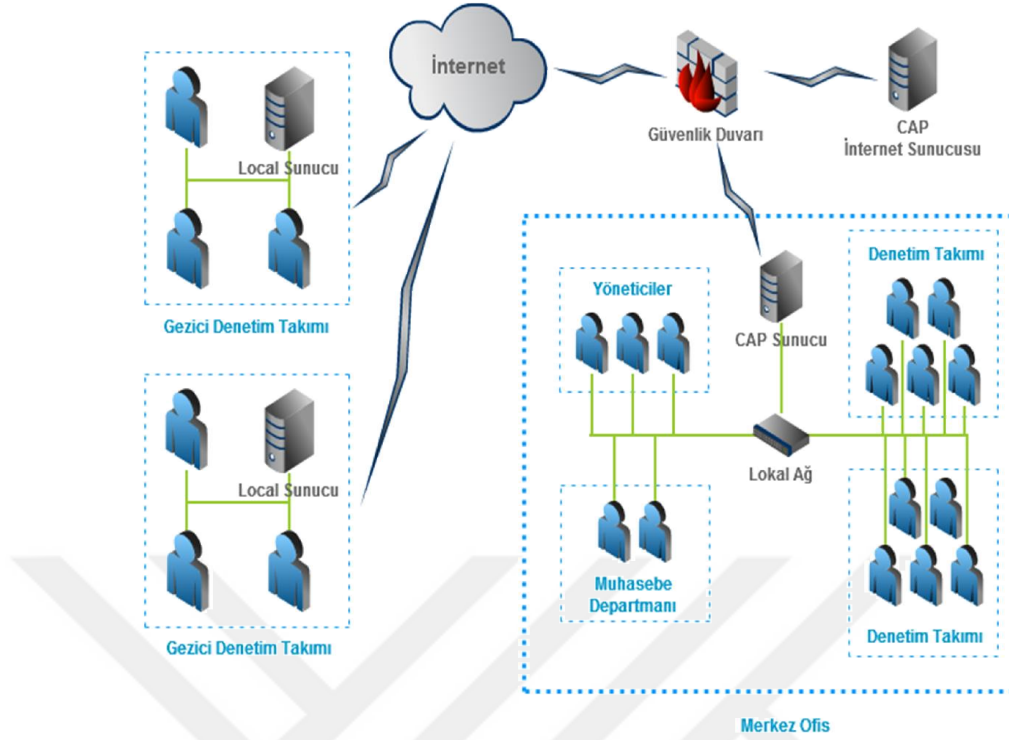 İnternet
Güvenlik Duvarı
CAP
İnternet Sunucusu
Local Sunucu
Gezici Denetim Takımı
Local Sunucu
Gezici Denetim Takımı
Yöneticiler
CAP Sunucu
Denetim Takımı
Lokal Ağ
Muhasebe
Departmanı
Denetim Takımı
Merkez Ofis